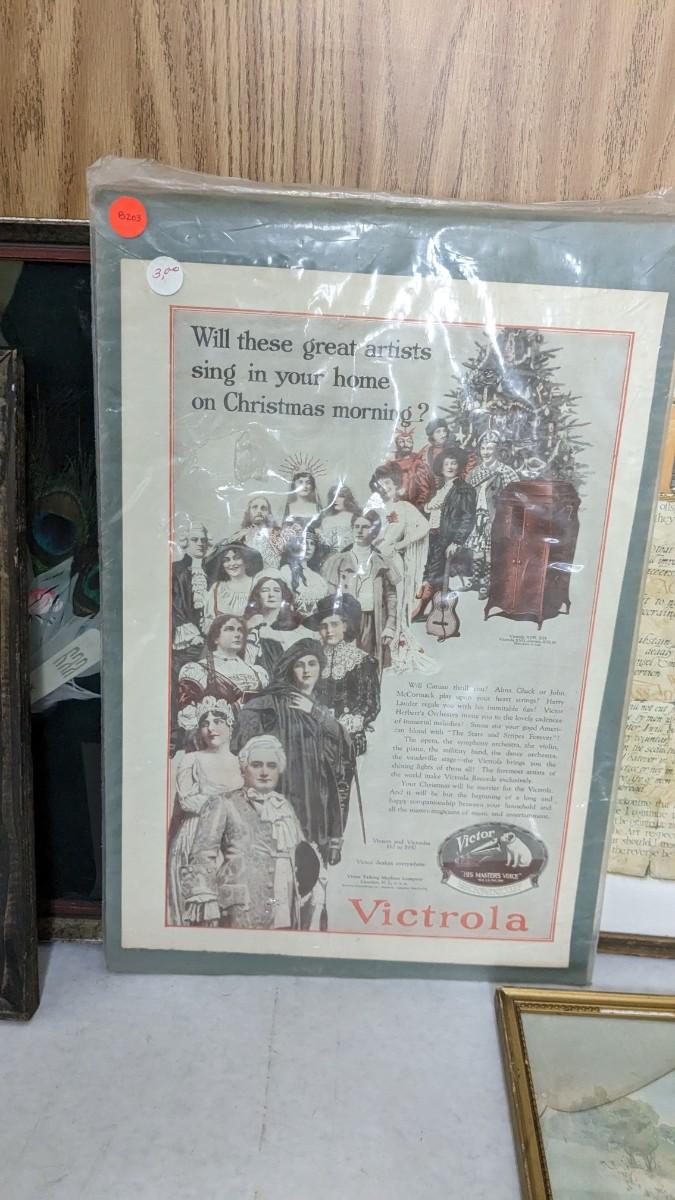 B203
3,00
Will these great artists
sing in your home
on Christmas morning?
Will Caruso thrill you? Alma Gluck or John
McCormack play upon your heart strings? Harry
Lauder regale you with his inimitable fun? Victor
Herbert's Orchestra move you to the lovely cadences
of immortal melodies? Sousa stir your good Ameri-
can blood with "The Stars and Stripes Forever"?
The opera, the symphony orchestra, the violin,
the piano, the military band, the dance orchestra,
the vaudeville stage—the Victrola brings you the
shining lights of them all! The foremost artists of
the world make Victrola Records exclusively.
Your Christmas will be merrier for the Victrola.
And it will be but the beginning of a long and
happy companionship between your household and
all the master-magicians of music and entertainment.
Victors and Victrolas
to $950
Victor dealers everywhere.
Victor Talking Machine Company
Camden, N. J., U. S. A.
Victor
"HIS MASTER'S VOICE"
Victrola